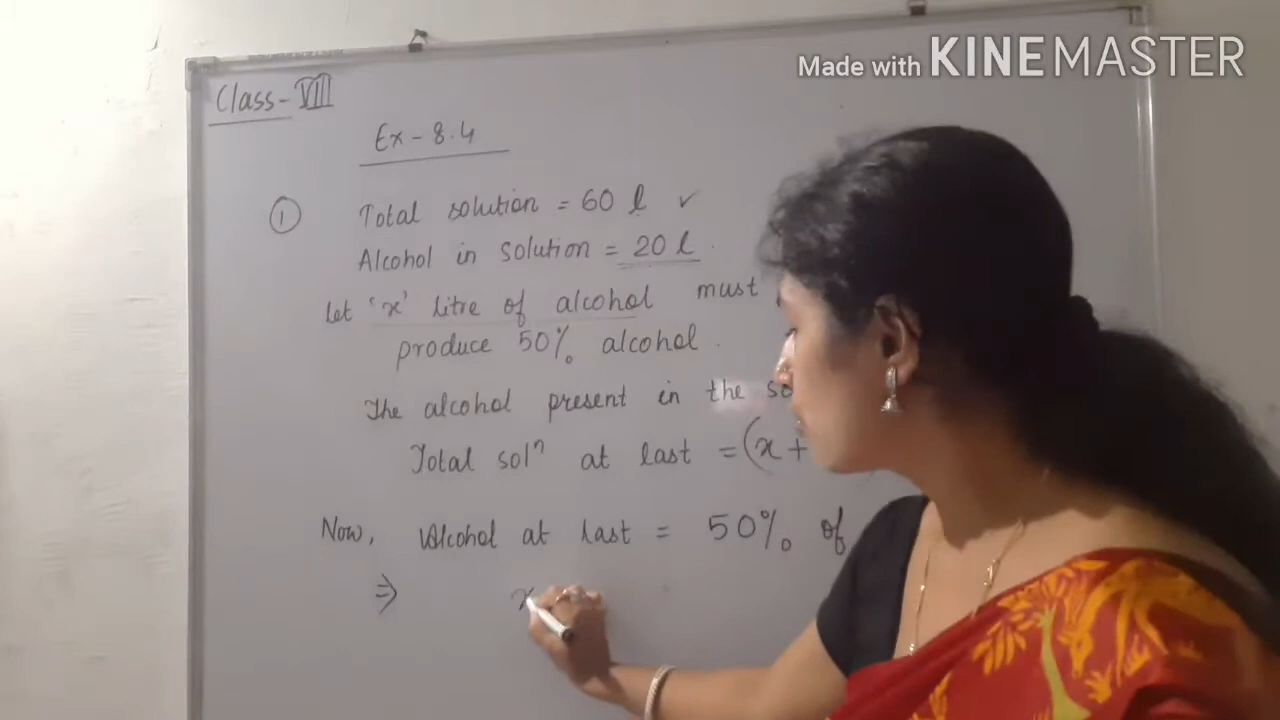 Made with KINEMASTER
Class-VIII
Ex - 8.4
① Total solution = 60 l ✓
Alcohol in solution = 20 l.
Let 'x' litre of alcohol must
produce 50% alcohol.
The alcohol present in the
Total solⁿ at last = (x +
Now, Alcohol at last = 50% of
⇒ x